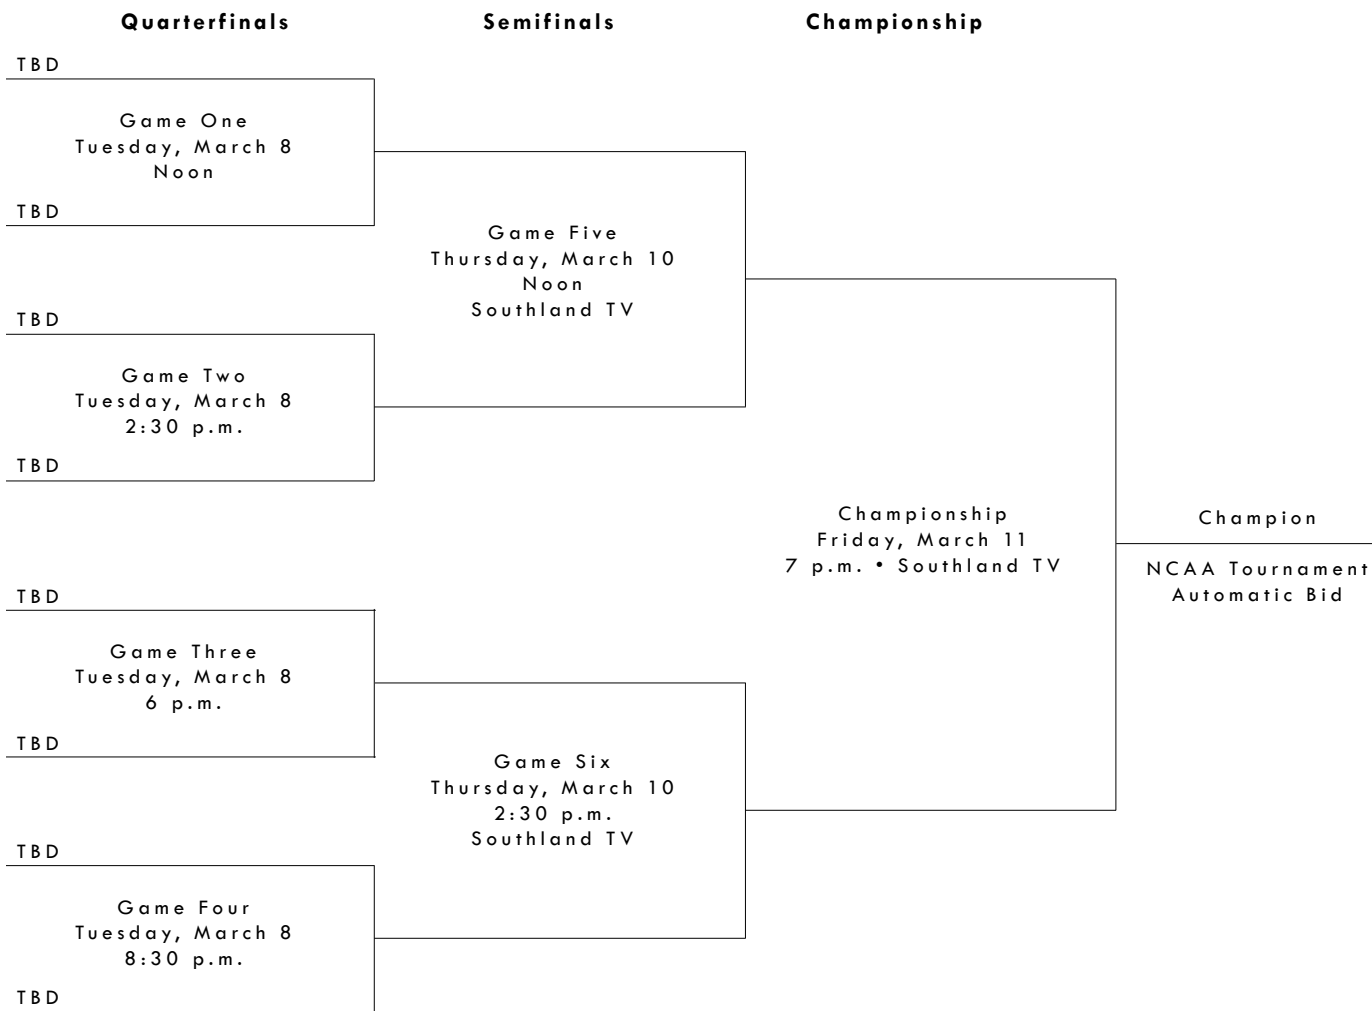 Quarterfinals
Semifinals
Championship
TBD
Game One
Tuesday, March 8
Noon
TBD
TBD
Game Two
Tuesday, March 8
2:30 p.m.
TBD
TBD
Game Three
Tuesday, March 8
6 p.m.
TBD
TBD
Game Four
Tuesday, March 8
8:30 p.m.
TBD
Game Five
Thursday, March 10
Noon
Southland TV
Game Six
Thursday, March 10
2:30 p.m.
Southland TV
Championship
Friday, March 11
7 p.m. • Southland TV
Champion
NCAA Tournament
Automatic Bid